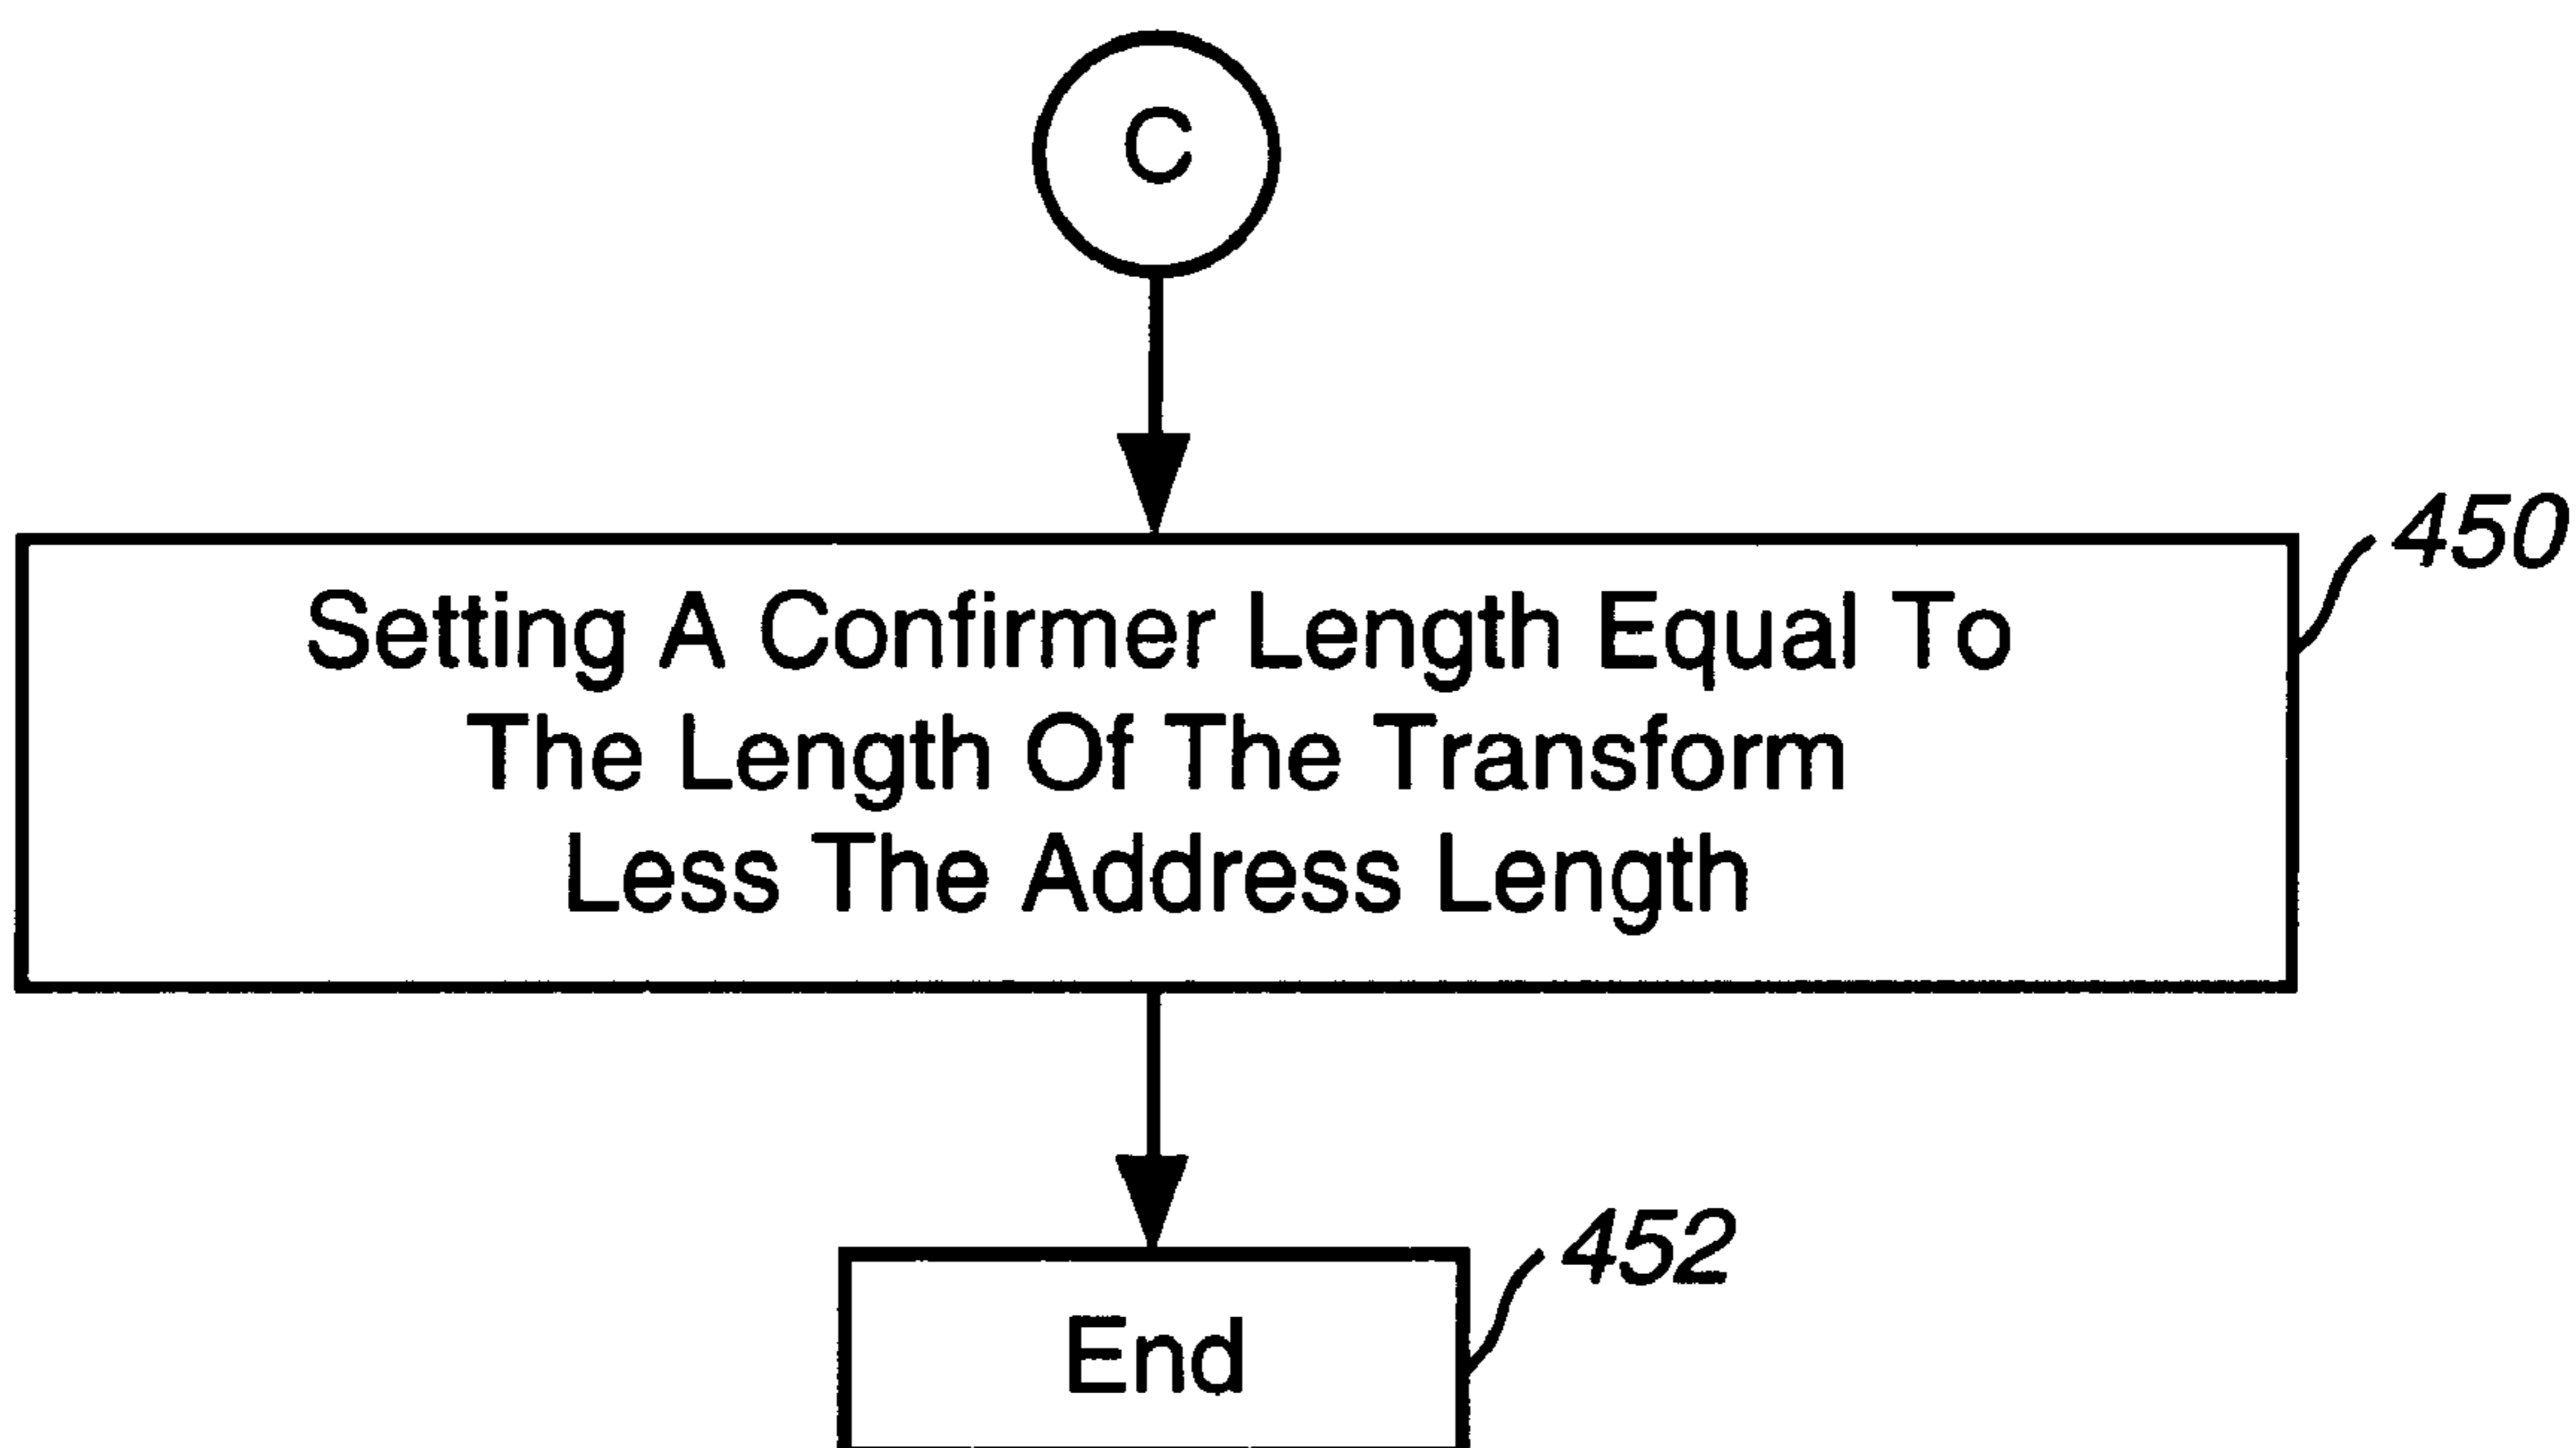 C
450
Setting A Confirmer Length Equal To
The Length Of The Transform
Less The Address Length
452
End